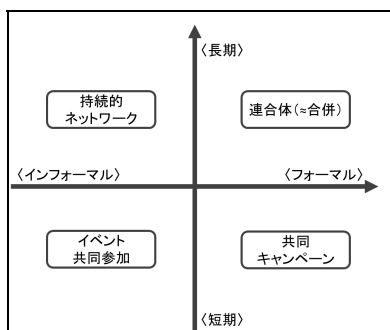 〈長期〉
持続的
ネットワーク
連合体(≈合併)
〈インフォーマル〉
〈フォーマル〉
イベント
共同参加
共同
キャンペーン
〈短期〉